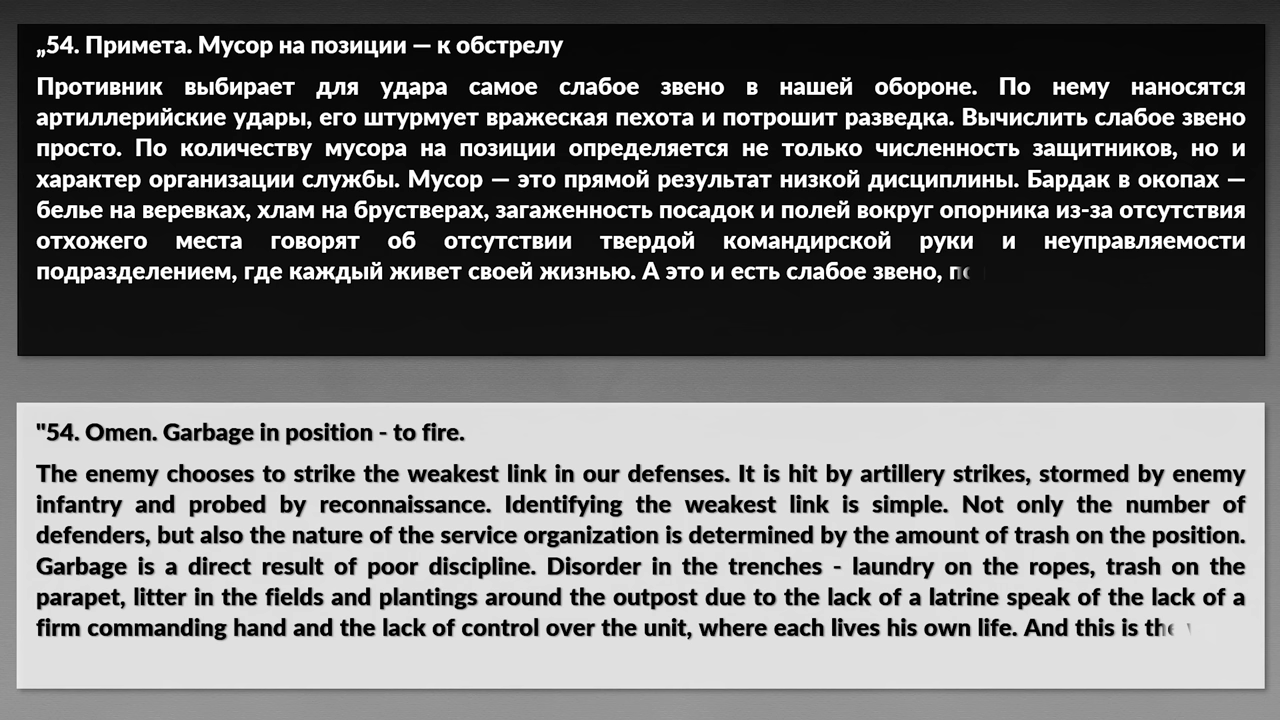 „54. Примета. Мусор на позиции — к обстрелу
Противник выбирает для удара самое слабое звено в нашей обороне. По нему наносятся
артиллерийские удары, его штурмует вражеская пехота и потрошит разведка. Вычислить слабое звено
просто. По количеству мусора на позиции определяется не только численность защитников, но и
характер организации службы. Мусор — это прямой результат низкой дисциплины. Бардак в окопах —
белье на веревках, хлам на брустверах, загаженность посадок и полей вокруг опорника из-за отсутствия
отхожего места говорят об отсутствии твердой командирской руки и неуправляемости
подразделением, где каждый живет своей жизнью. А это и есть слабое звено,
"54. Omen. Garbage in position - to fire.
The enemy chooses to strike the weakest link in our defenses. It is hit by artillery strikes, stormed by enemy
infantry and probed by reconnaissance. Identifying the weakest link is simple. Not only the number of
defenders, but also the nature of the service organization is determined by the amount of trash on the position.
Garbage is a direct result of poor discipline. Disorder in the trenches - laundry on the ropes, trash on the
parapet, litter in the fields and plantings around the outpost due to the lack of a latrine speak of the lack of a
firm commanding hand and the lack of control over the unit, where each lives his own life. And this is the